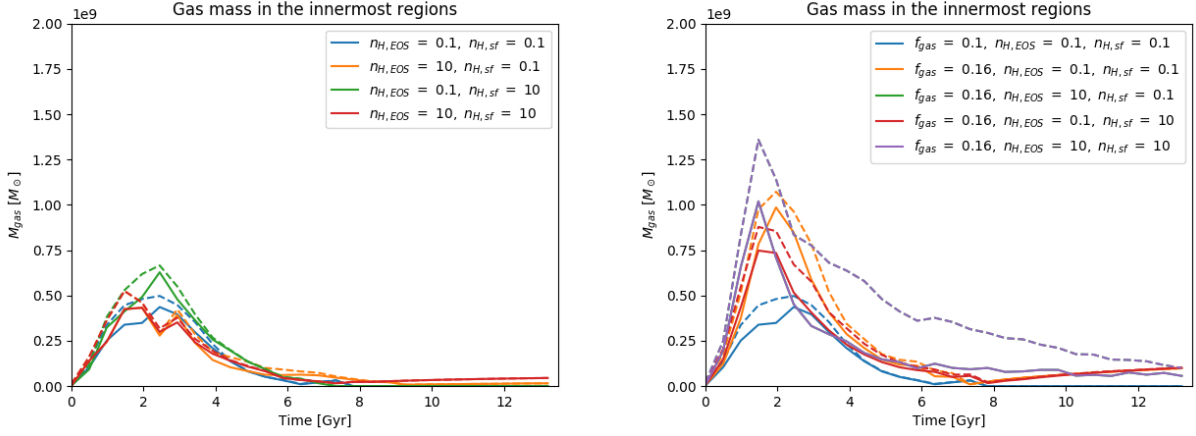 Gas mass in the innermost regions
1e9
2.00
1.75
1.50
1.25
1.00
0.75
0.50
0.25
0.00
M_gas [M_⊙]
n_H,EOS = 0.1, n_H,sf = 0.1
n_H,EOS = 10, n_H,sf = 0.1
n_H,EOS = 0.1, n_H,sf = 10
n_H,EOS = 10, n_H,sf = 10
0 2 4 6 8 10 12
Time [Gyr]
Gas mass in the innermost regions
1e9
2.00
1.75
1.50
1.25
1.00
0.75
0.50
0.25
0.00
M_gas [M_⊙]
f_gas = 0.1, n_H,EOS = 0.1, n_H,sf = 0.1
f_gas = 0.16, n_H,EOS = 0.1, n_H,sf = 0.1
f_gas = 0.16, n_H,EOS = 10, n_H,sf = 0.1
f_gas = 0.16, n_H,EOS = 0.1, n_H,sf = 10
f_gas = 0.16, n_H,EOS = 10, n_H,sf = 10
0 2 4 6 8 10 12
Time [Gyr]